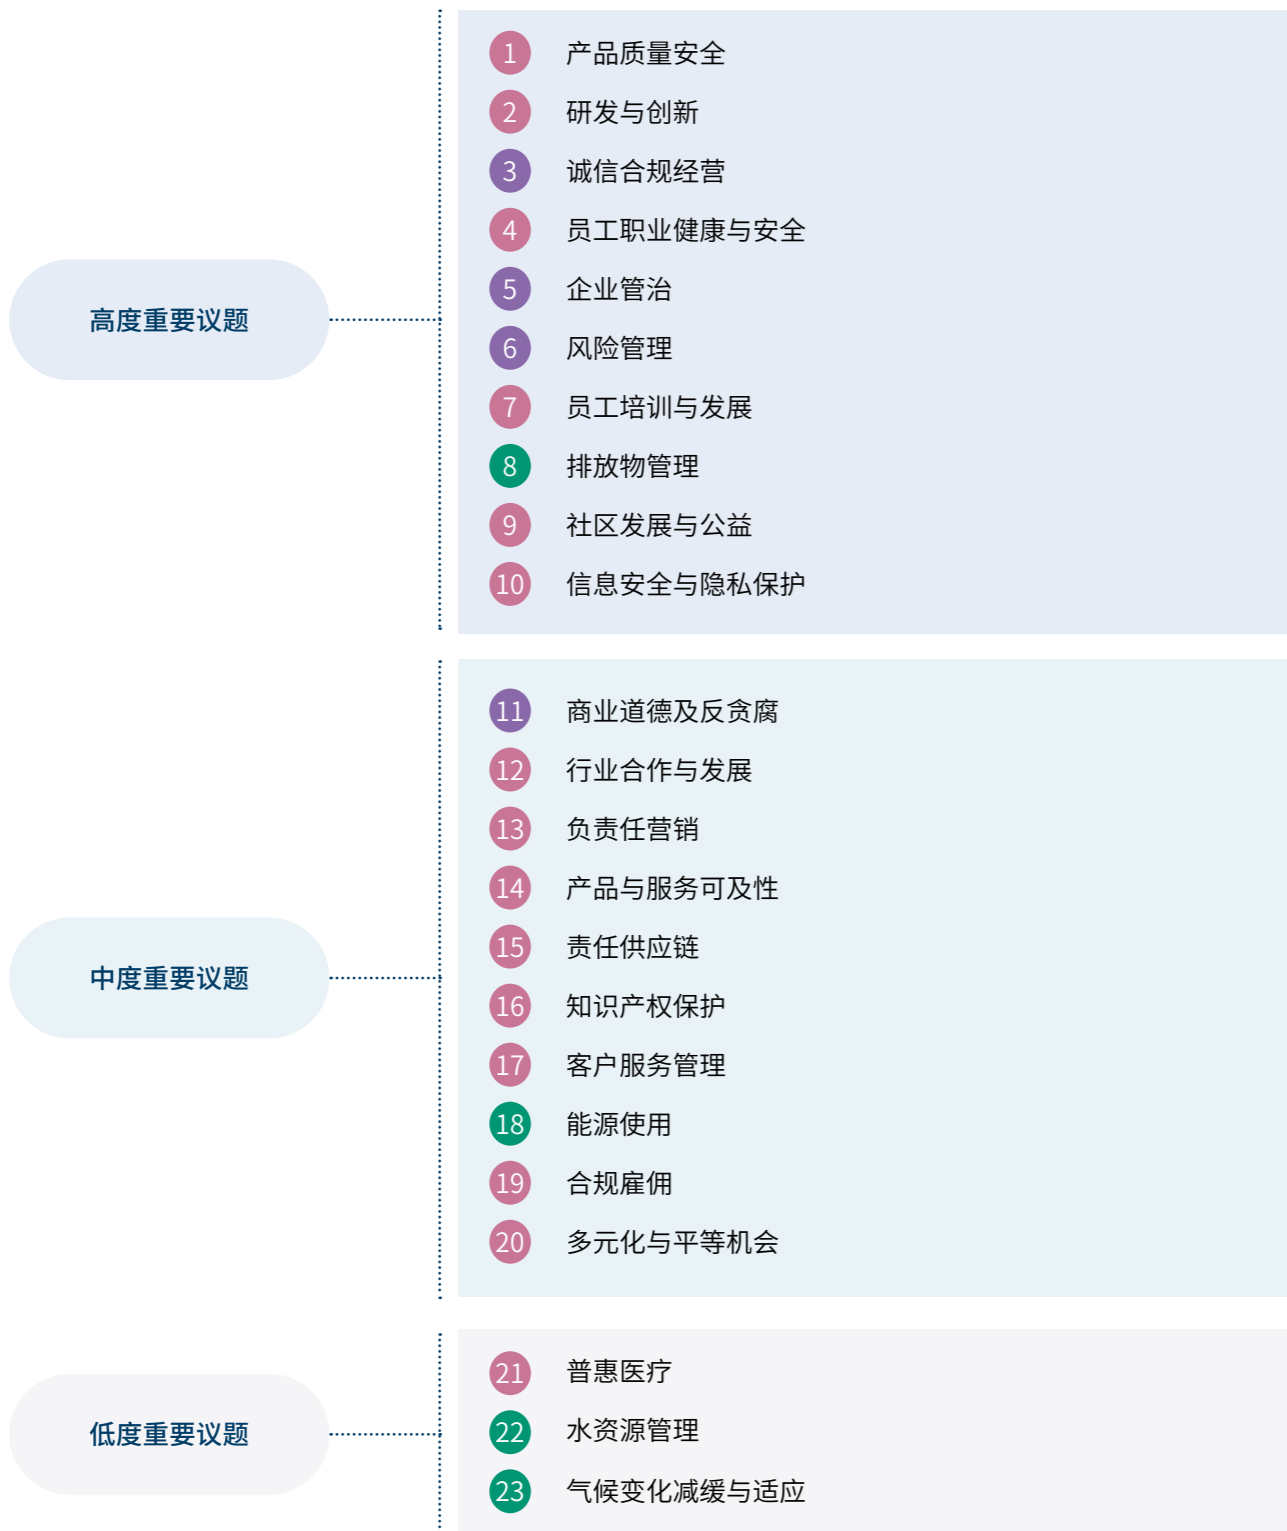 高度重要议题
1 产品质量安全
2 研发与创新
3 诚信合规经营
4 员工职业健康与安全
5 企业管治
6 风险管理
7 员工培训与发展
8 排放物管理
9 社区发展与公益
10 信息安全与隐私保护
中度重要议题
11 商业道德及反贪腐
12 行业合作与发展
13 负责任营销
14 产品与服务可及性
15 责任供应链
16 知识产权保护
17 客户服务管理
18 能源使用
19 合规雇佣
20 多元化与平等机会
低度重要议题
21 普惠医疗
22 水资源管理
23 气候变化减缓与适应